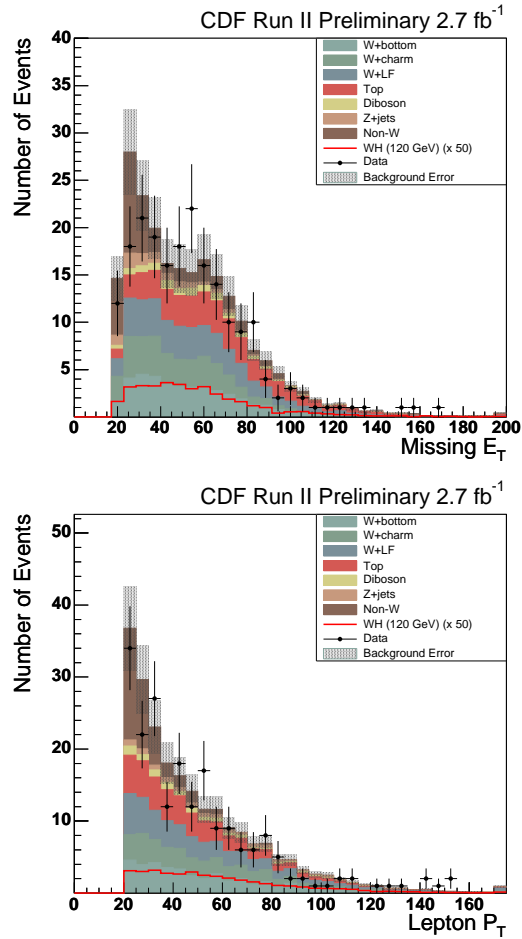 CDF Run II Preliminary 2.7 fb⁻¹
Number of Events
40
35
30
25
20
15
10
5
W+bottom
W+charm
W+LF
Top
Diboson
Z+jets
Non-W
WH (120 GeV) (x 50)
Data
Background Error
0 20 40 60 80 100 120 140 160 180 200
Missing E_T
CDF Run II Preliminary 2.7 fb⁻¹
Number of Events
50
40
30
20
10
W+bottom
W+charm
W+LF
Top
Diboson
Z+jets
Non-W
WH (120 GeV) (x 50)
Data
Background Error
0 20 40 60 80 100 120 140 160
Lepton P_T